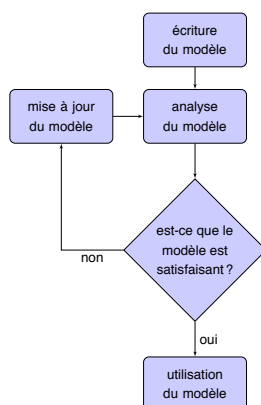 écriture
du modèle
mise à jour
du modèle
analyse
du modèle
est-ce que le
modèle est
satisfaisant ?
non
oui
utilisation
du modèle